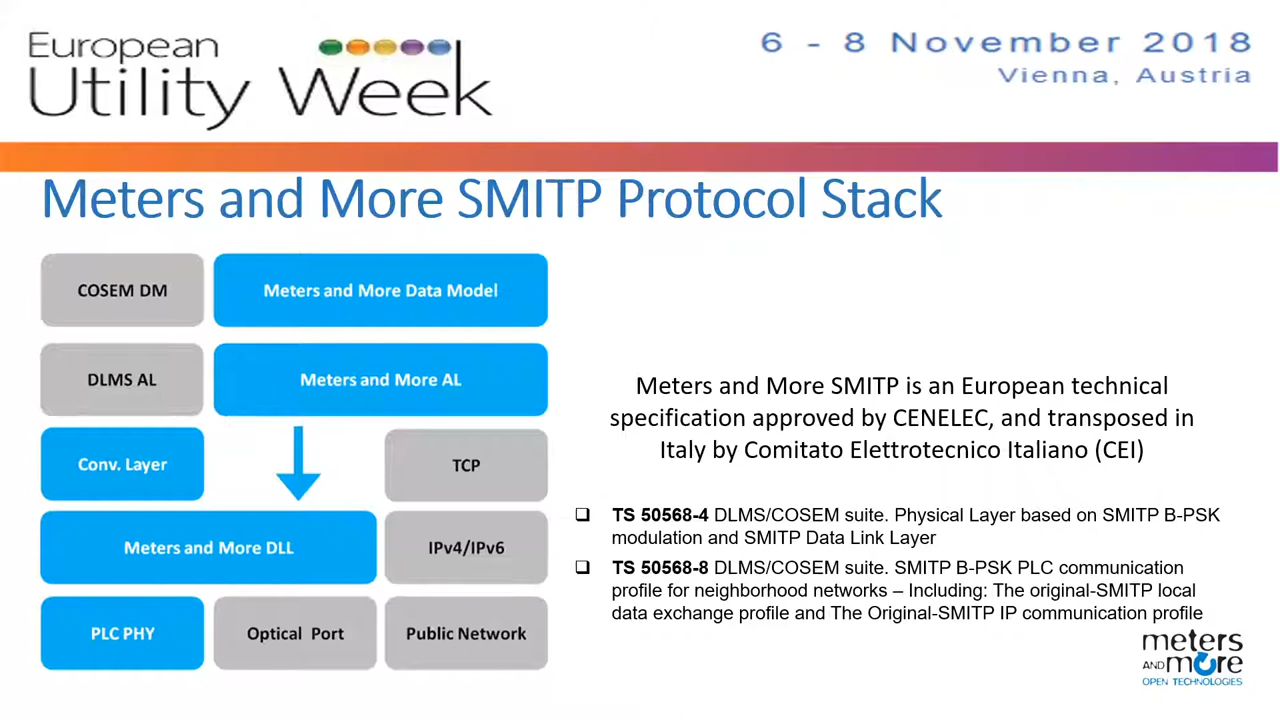 European
Utility Week
6 - 8 November 2018
Vienna, Austria
Meters and More SMITP Protocol Stack
COSEM DM
Meters and More Data Model
DLMS AL
Meters and More AL
Conv. Layer
TCP
Meters and More DLL
IPv4/IPv6
PLC PHY
Optical Port
Public Network
Meters and More SMITP is an European technical
specification approved by CENELEC, and transposed in
Italy by Comitato Elettrotecnico Italiano (CEI)
TS 50568-4 DLMS/COSEM suite. Physical Layer based on SMITP B-PSK
modulation and SMITP Data Link Layer
TS 50568-8 DLMS/COSEM suite. SMITP B-PSK PLC communication
profile for neighborhood networks – Including: The original-SMITP local
data exchange profile and The Original-SMITP IP communication profile
meters
AND more
OPEN TECHNOLOGIES